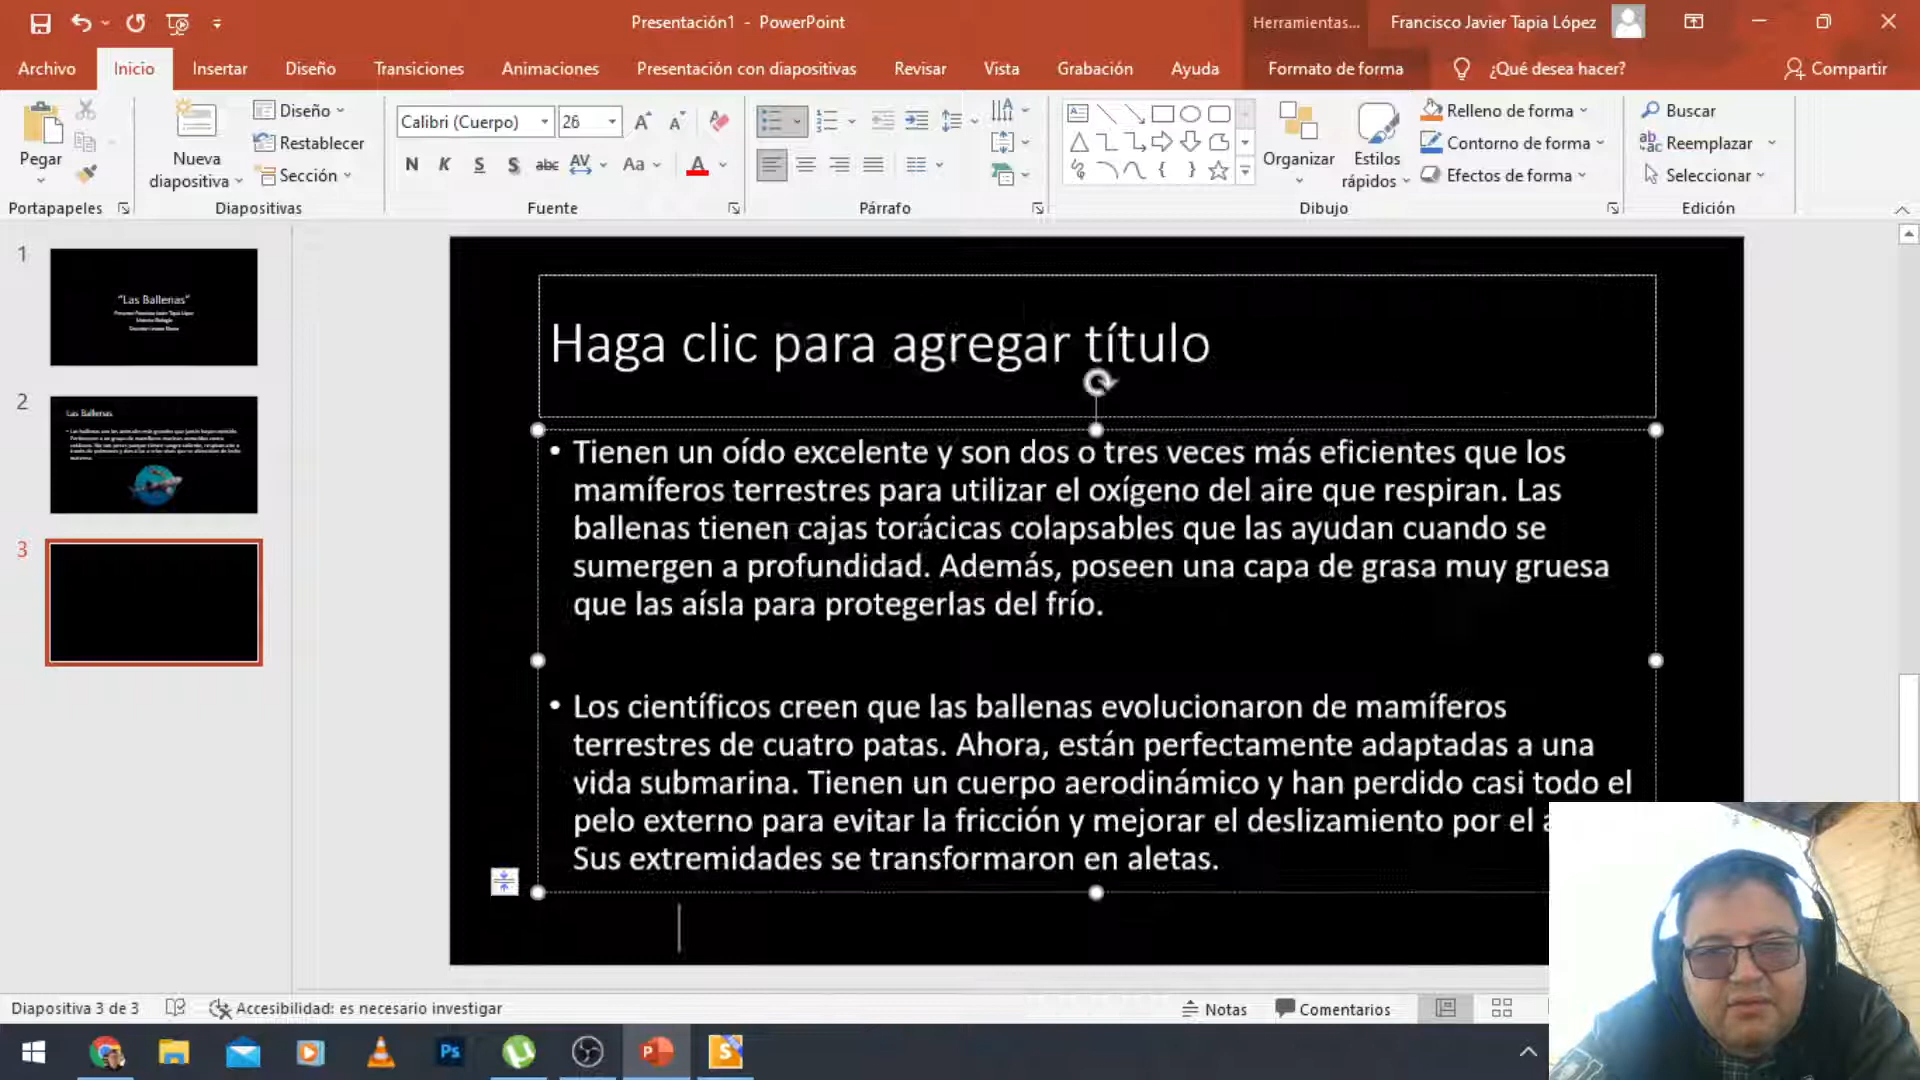 Presentación1 - PowerPoint
Herramientas...
Francisco Javier Tapia López
Archivo
Inicio
Insertar
Diseño
Transiciones
Animaciones
Presentación con diapositivas
Revisar
Vista
Grabación
Ayuda
Formato de forma
¿Qué desea hacer?
Compartir
Pegar
Nueva
diapositiva
Diseño
Restablecer
Sección
Calibri (Cuerpo)
26
N
K
S
S
abc
AV
Aa
A
Organizar
Estilos
rápidos
Relleno de forma
Contorno de forma
Efectos de forma
Buscar
Reemplazar
Seleccionar
Portapapeles
Diapositivas
Fuente
Párrafo
Dibujo
Edición
1
"Las Ballenas"
2
Las Ballenas
3
Haga clic para agregar título
• Tienen un oído excelente y son dos o tres veces más eficientes que los
mamíferos terrestres para utilizar el oxígeno del aire que respiran. Las
ballenas tienen cajas torácicas colapsables que las ayudan cuando se
sumergen a profundidad. Además, poseen una capa de grasa muy gruesa
que las aísla para protegerlas del frío.
• Los científicos creen que las ballenas evolucionaron de mamíferos
terrestres de cuatro patas. Ahora, están perfectamente adaptadas a una
vida submarina. Tienen un cuerpo aerodinámico y han perdido casi todo el
pelo externo para evitar la fricción y mejorar el deslizamiento por el
Sus extremidades se transformaron en aletas.
Diapositiva 3 de 3
Accesibilidad: es necesario investigar
Notas
Comentarios
Ps